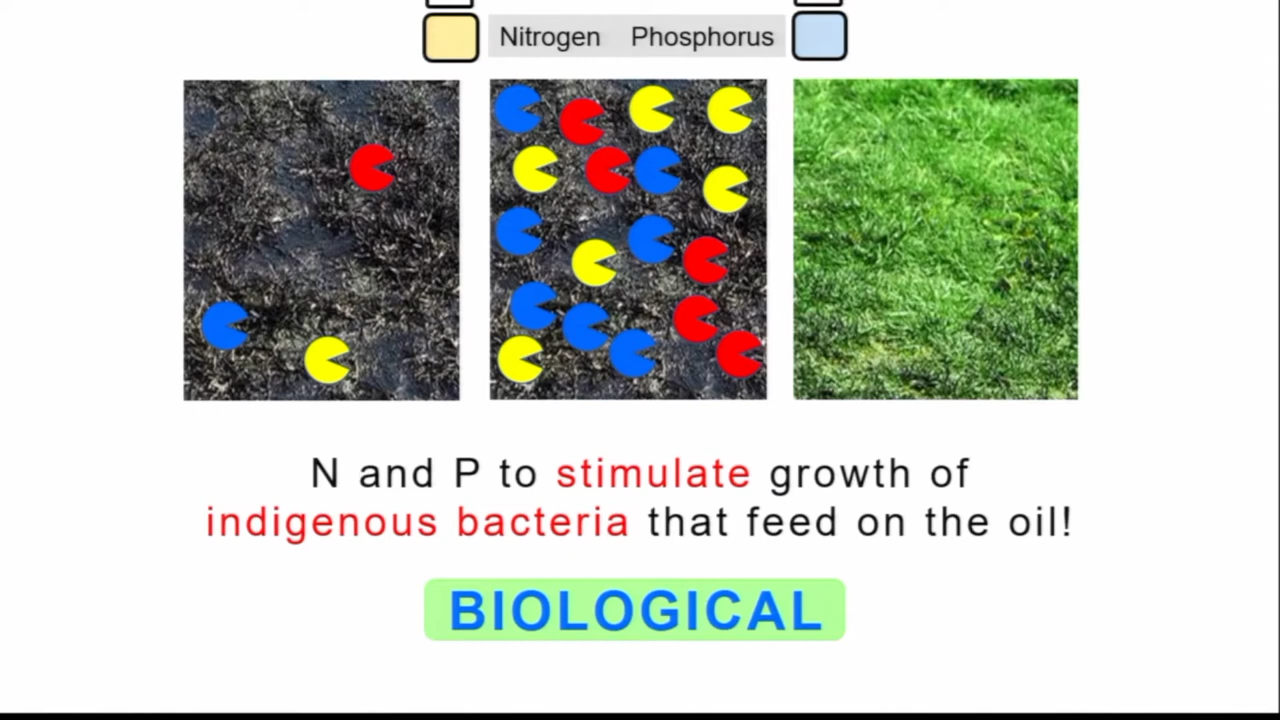 Nitrogen Phosphorus
N and P to stimulate growth of
indigenous bacteria that feed on the oil!
BIOLOGICAL